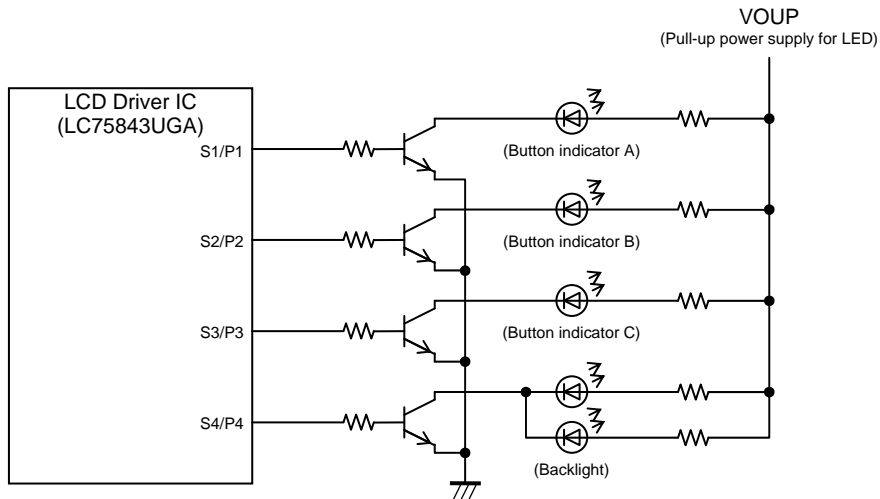 VOUP
(Pull-up power supply for LED)
LCD Driver IC
(LC75843UGA)
S1/P1
(Button indicator A)
S2/P2
(Button indicator B)
S3/P3
(Button indicator C)
S4/P4
(Backlight)